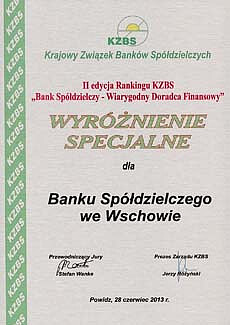 KZBS
Krajowy Związek Banków Spółdzielczych
II edycja Rankingu KZBS
„Bank Spółdzielczy - Wiarygodny Doradca Finansowy”
WYRÓŻNIENIE
SPECJALNE
dla
Banku Spółdzielczego
we Wschowie
Przewodniczący Jury
Prezes Zarządu KZBS
Stefan Wanke
Jerzy Różyński
Powidz, 28 czerwiec 2013 r.